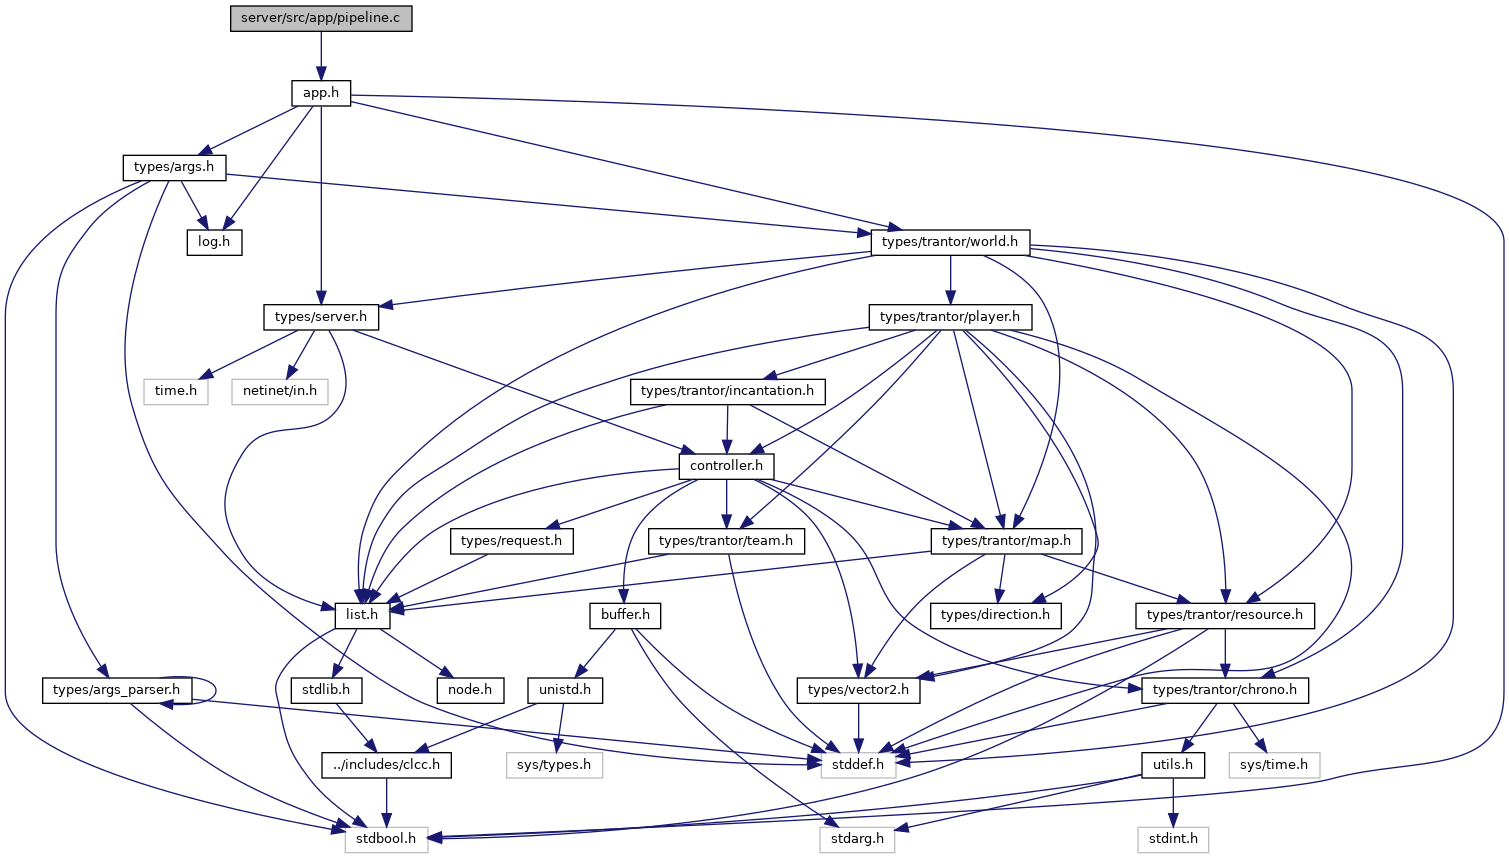 server/src/app/pipeline.c
app.h
types/args.h
log.h
types/trantor/world.h
types/server.h
types/trantor/player.h
time.h
netinet/in.h
types/trantor/incantation.h
controller.h
types/request.h
types/trantor/team.h
types/trantor/map.h
list.h
buffer.h
types/direction.h
types/trantor/resource.h
types/args_parser.h
stdlib.h
node.h
unistd.h
types/vector2.h
types/trantor/chrono.h
../includes/clcc.h
sys/types.h
stddef.h
utils.h
sys/time.h
stdbool.h
stdarg.h
stdint.h